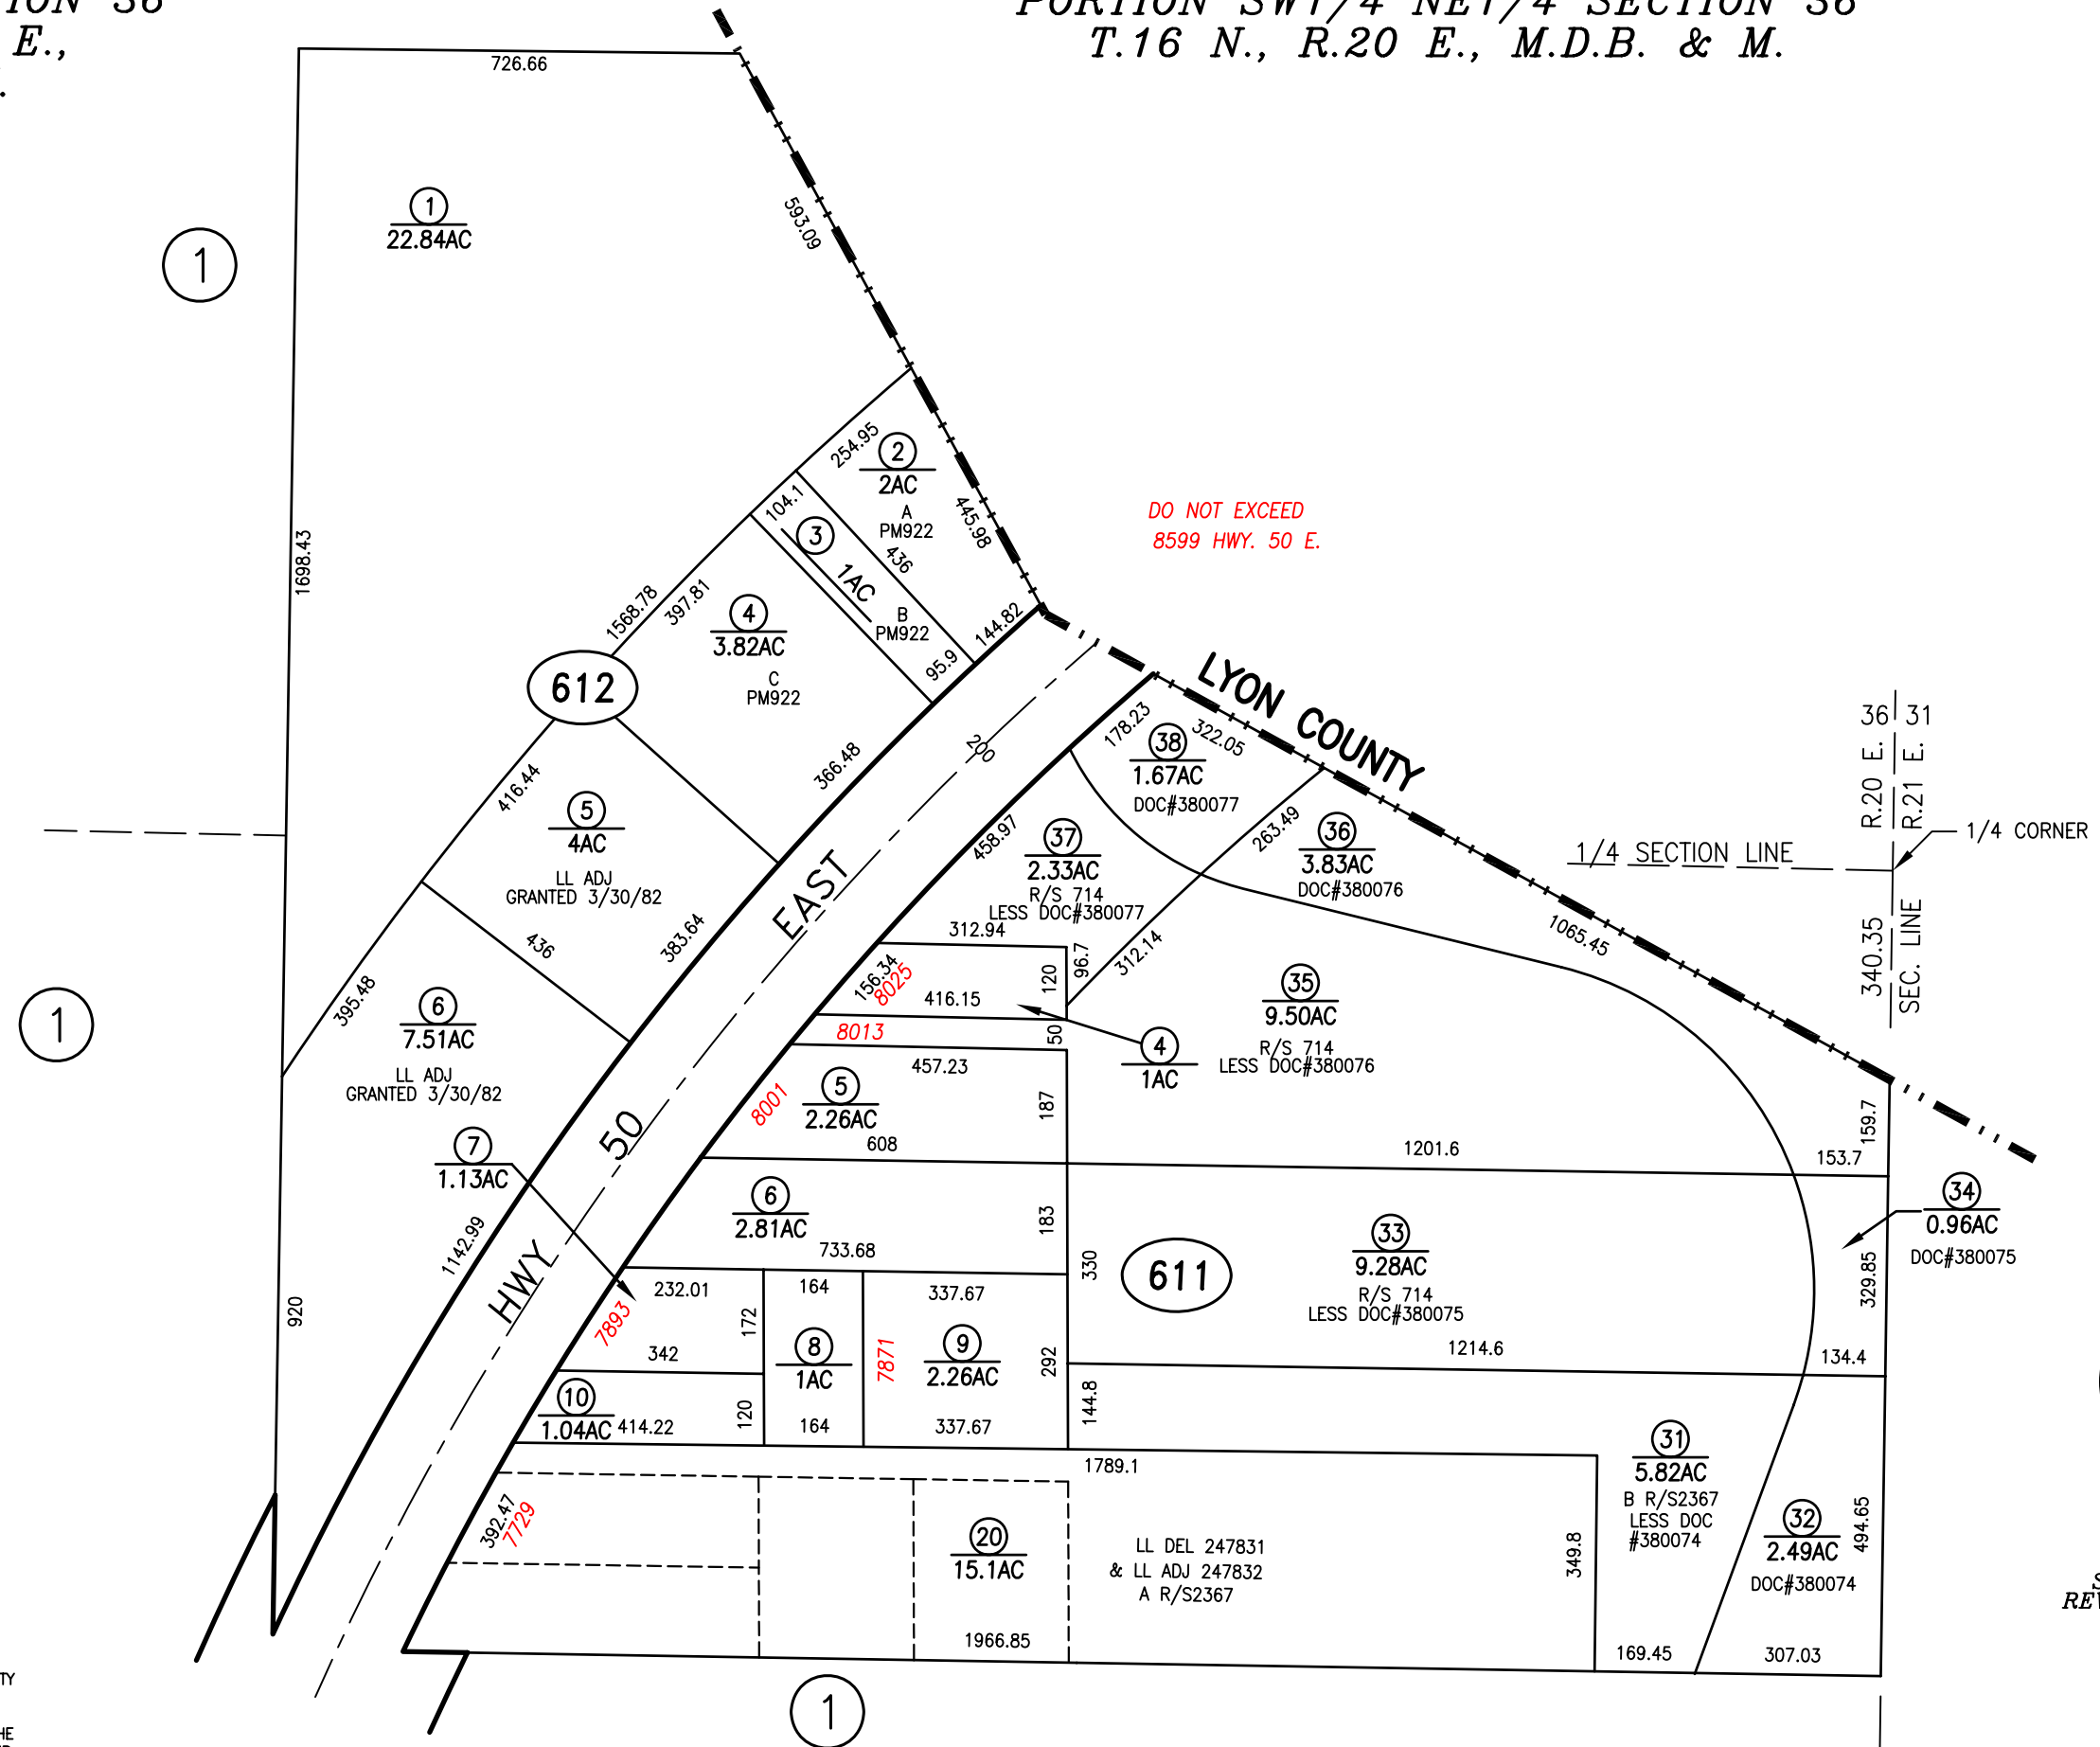 ION 36
E.,
PORTION SW1/4 NE1/4 SECTION 36
T.16 N., R.20 E., M.D.B. & M.
726.66
593.09
1
22.84AC
1
1698.43
254.95
2
2AC
A
PM922
445.98
104.1
3
1AC
B
PM922
436
144.82
95.9
DO NOT EXCEED
8599 HWY. 50 E.
1568.78
397.81
4
3.82AC
C
PM922
612
366.48
200
LYON COUNTY
178.23
38
322.05
1.67AC
DOC#380077
36 31
R.20 E.
R.21 E.
1/4 CORNER
1/4 SECTION LINE
416.44
5
4AC
LL ADJ
GRANTED 3/30/82
383.64
436
EAST
458.97
37
2.33AC
R/S 714
LESS DOC#380077
263.49
36
3.83AC
DOC#380076
1065.45
340.35
SEC. LINE
312.94
96.7
312.14
156.34
8025
120
416.15
395.48
6
7.51AC
LL ADJ
GRANTED 3/30/82
1
35
9.50AC
R/S 714
LESS DOC#380076
8013
50
4
1AC
457.23
5
2.26AC
8001
187
608
1201.6
153.7
159.7
7
1.13AC
50
6
2.81AC
183
733.68
34
0.96AC
DOC#380075
1142.99
HWY
330
611
33
9.28AC
R/S 714
LESS DOC#380075
329.85
920
7893
232.01
172
164
337.67
342
8
1AC
7871
9
2.26AC
292
1214.6
134.4
10
1.04AC
414.22
120
164
337.67
144.8
1789.1
31
5.82AC
B R/S2367
LESS DOC
#380074
32
2.49AC
DOC#380074
494.65
392.47
7729
20
15.1AC
LL DEL 247831
& LL ADJ 247832
A R/S2367
349.8
1966.85
169.45
307.03
1
TY
HE
RE